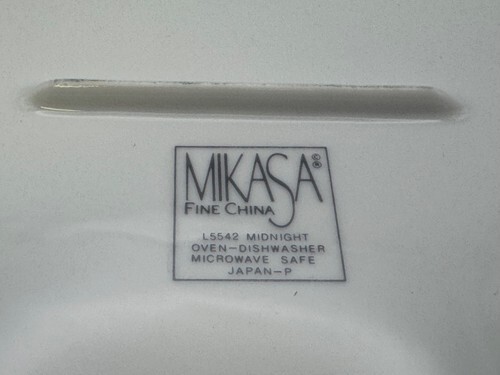 MIKASA ©®
FINE CHINA
L5542 MIDNIGHT
OVEN-DISHWASHER
MICROWAVE SAFE
JAPAN-P